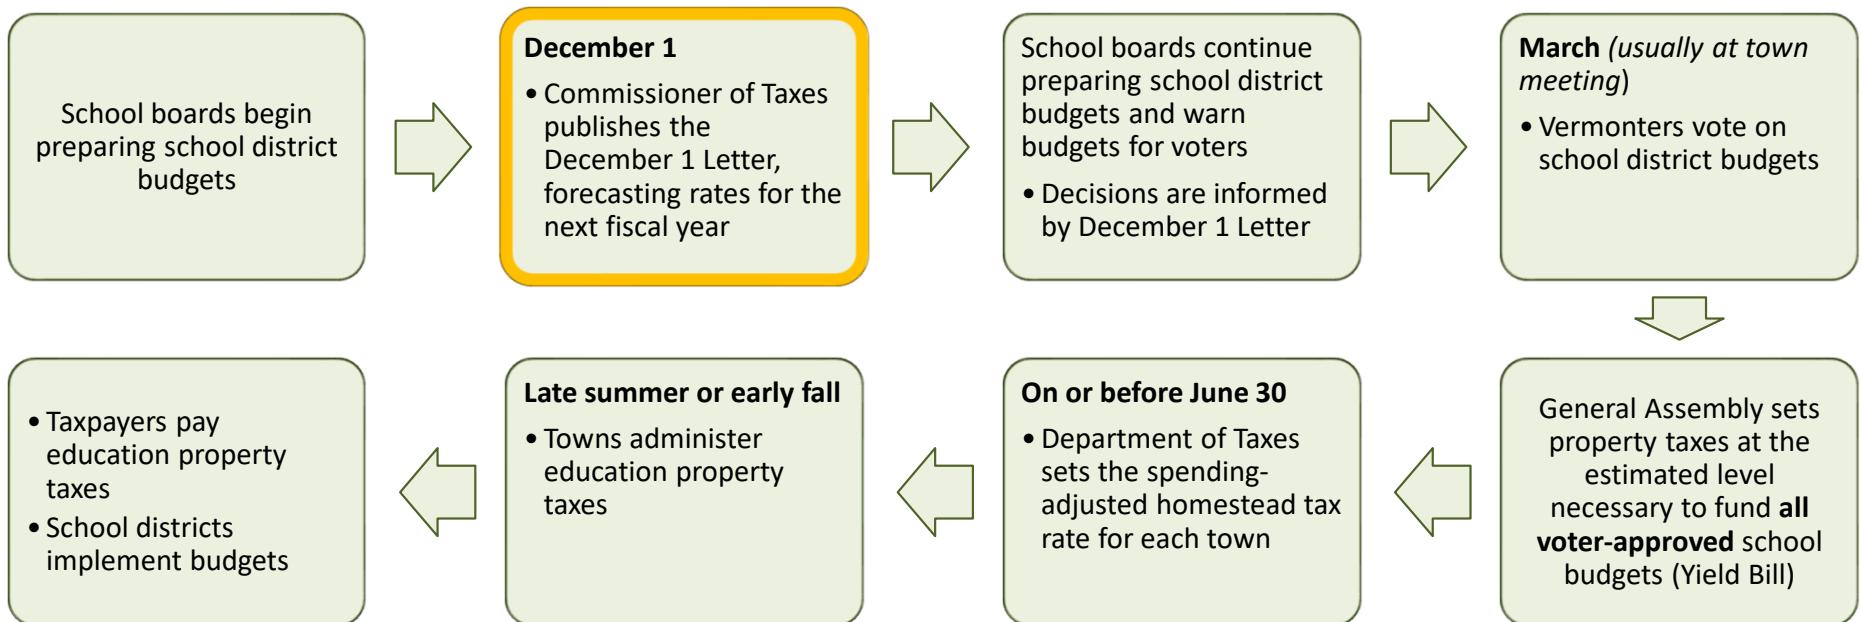 School boards begin
preparing school district
budgets
December 1
• Commissioner of Taxes
publishes the
December 1 Letter,
forecasting rates for the
next fiscal year
School boards continue
preparing school district
budgets and warn
budgets for voters
• Decisions are informed
by December 1 Letter
March (usually at town
meeting)
• Vermonters vote on
school district budgets
General Assembly sets
property taxes at the
estimated level
necessary to fund all
voter-approved school
budgets (Yield Bill)
On or before June 30
• Department of Taxes
sets the spending-
adjusted homestead tax
rate for each town
Late summer or early fall
• Towns administer
education property
taxes
• Taxpayers pay
education property
taxes
• School districts
implement budgets